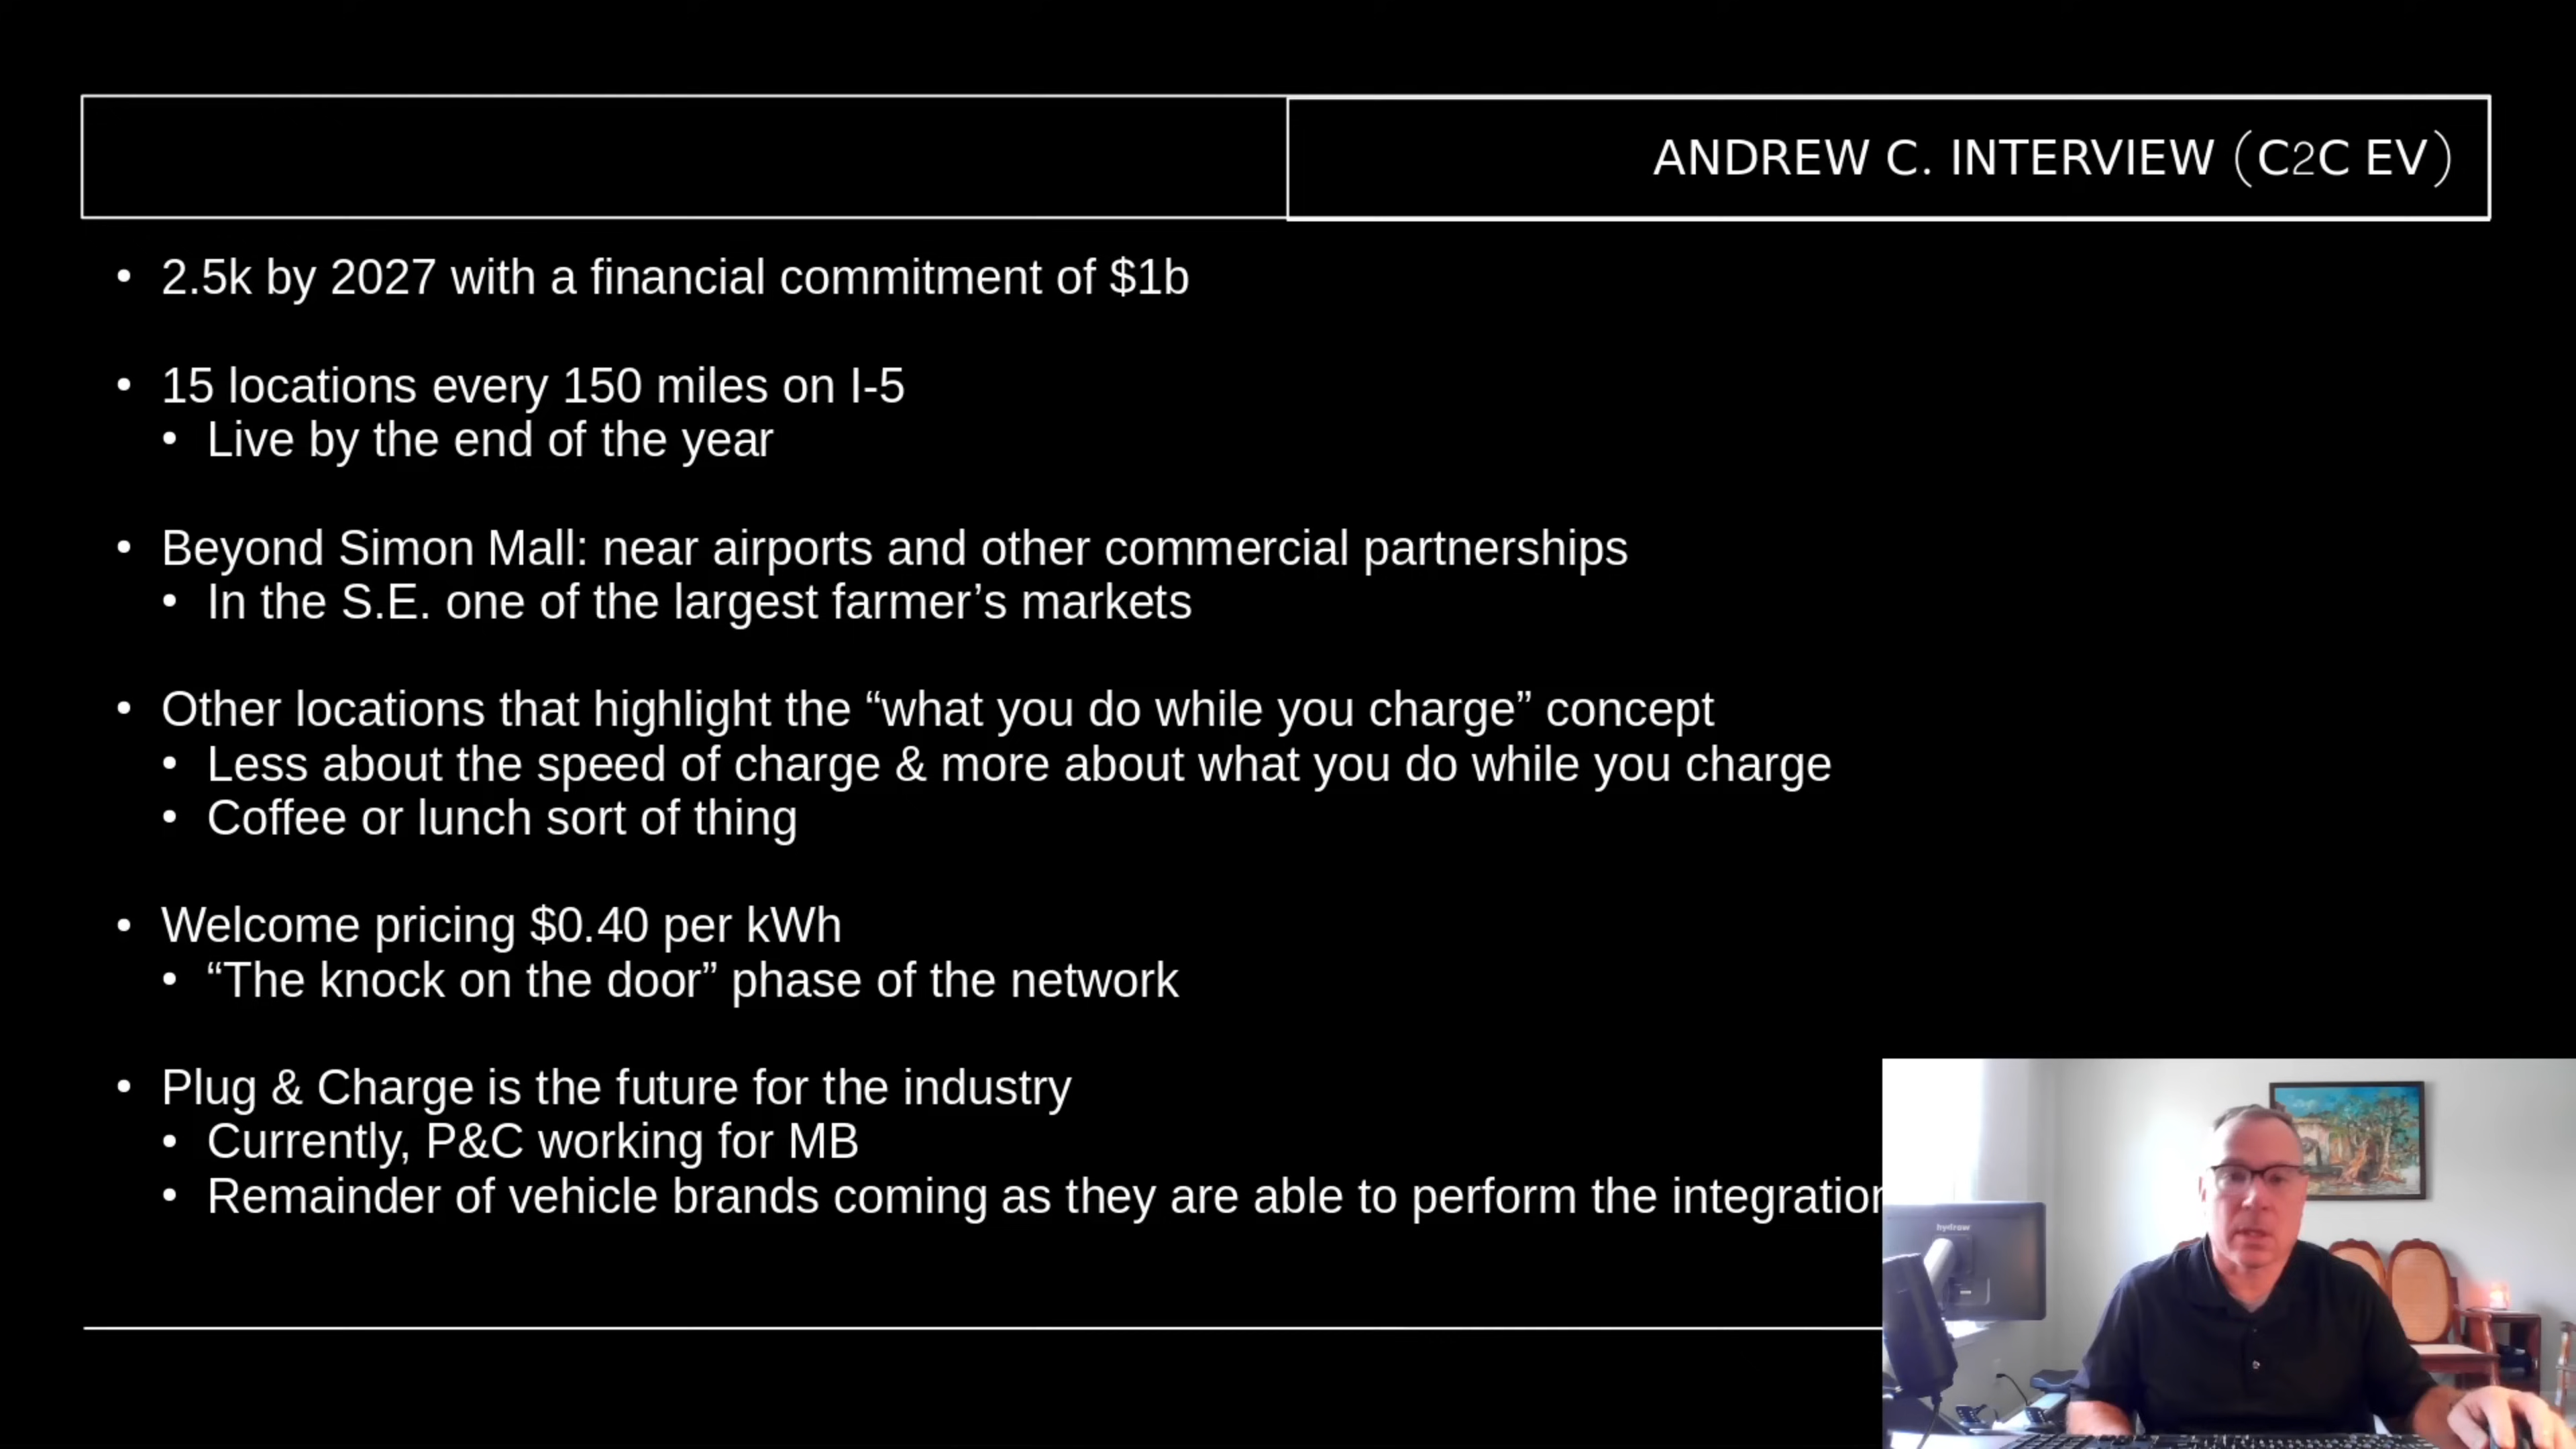 ANDREW C. INTERVIEW (C2C EV)
• 2.5k by 2027 with a financial commitment of $1b
• 15 locations every 150 miles on I-5
• Live by the end of the year
• Beyond Simon Mall: near airports and other commercial partnerships
• In the S.E. one of the largest farmer’s markets
• Other locations that highlight the “what you do while you charge” concept
• Less about the speed of charge & more about what you do while you charge
• Coffee or lunch sort of thing
• Welcome pricing $0.40 per kWh
• “The knock on the door” phase of the network
• Plug & Charge is the future for the industry
• Currently, P&C working for MB
• Remainder of vehicle brands coming as they are able to perform the integration